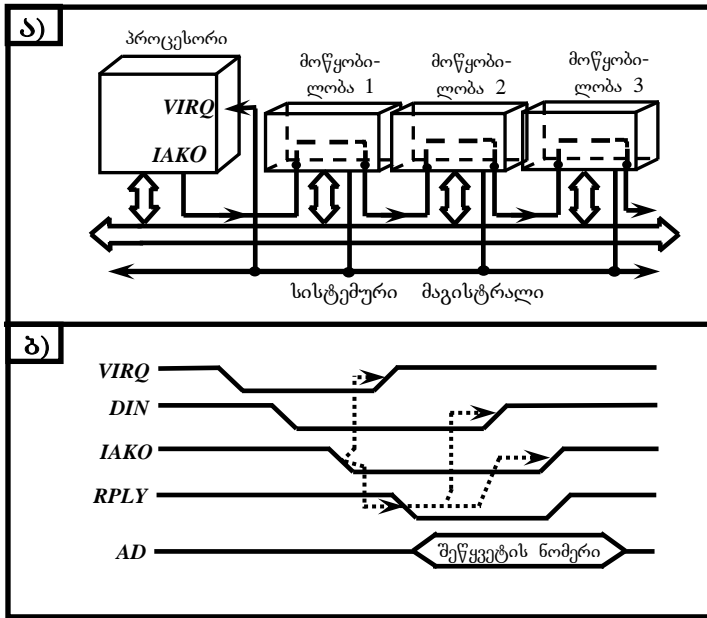 ა)
პროცესორი
VIRQ
IAKO
მოწყობი-
ლობა 1
მოწყობი-
ლობა 2
მოწყობი-
ლობა 3
სისტემური მაგისტრალი
ბ)
VIRQ
DIN
IAKO
RPLY
AD
შეწყვეტის ნომერი